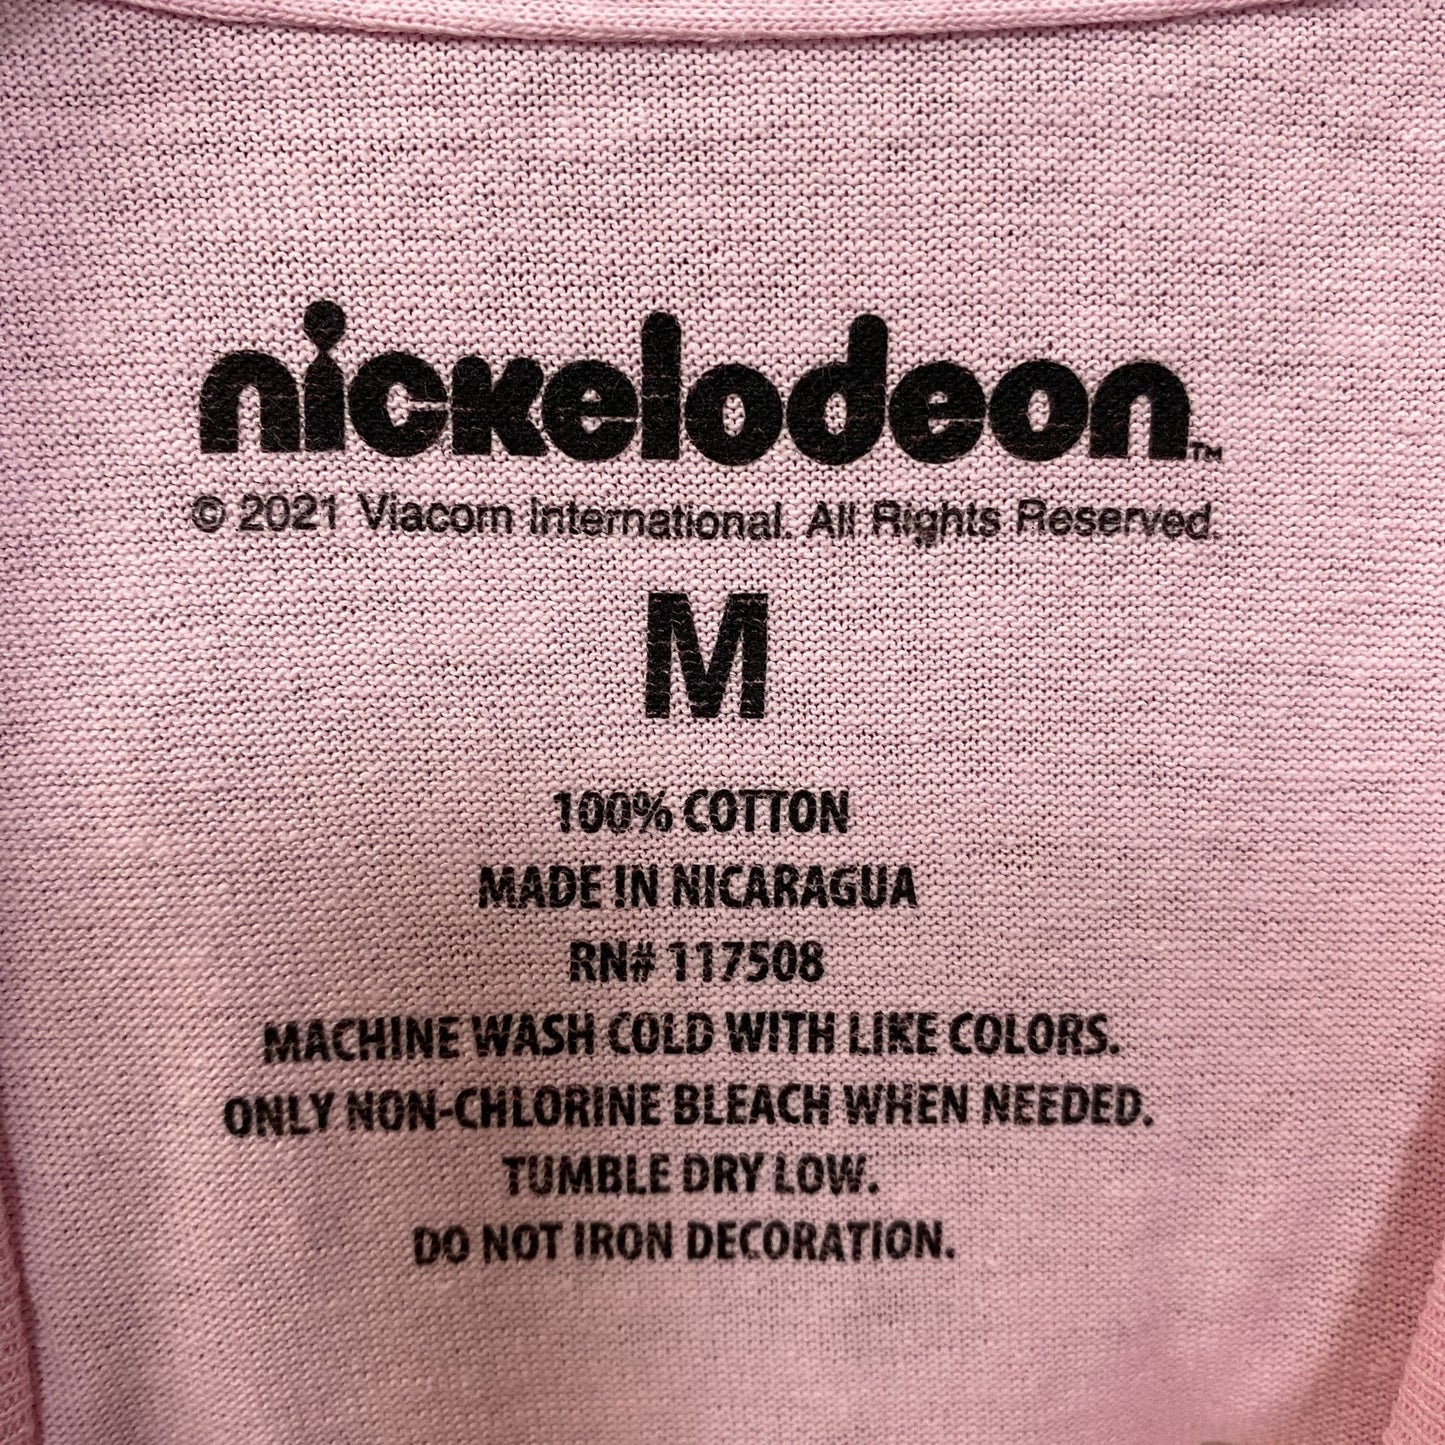 nickelodeon™
© 2021 Viacom International. All Rights Reserved.
M
100% COTTON
MADE IN NICARAGUA
RN# 117508
MACHINE WASH COLD WITH LIKE COLORS.
ONLY NON-CHLORINE BLEACH WHEN NEEDED.
TUMBLE DRY LOW.
DO NOT IRON DECORATION.